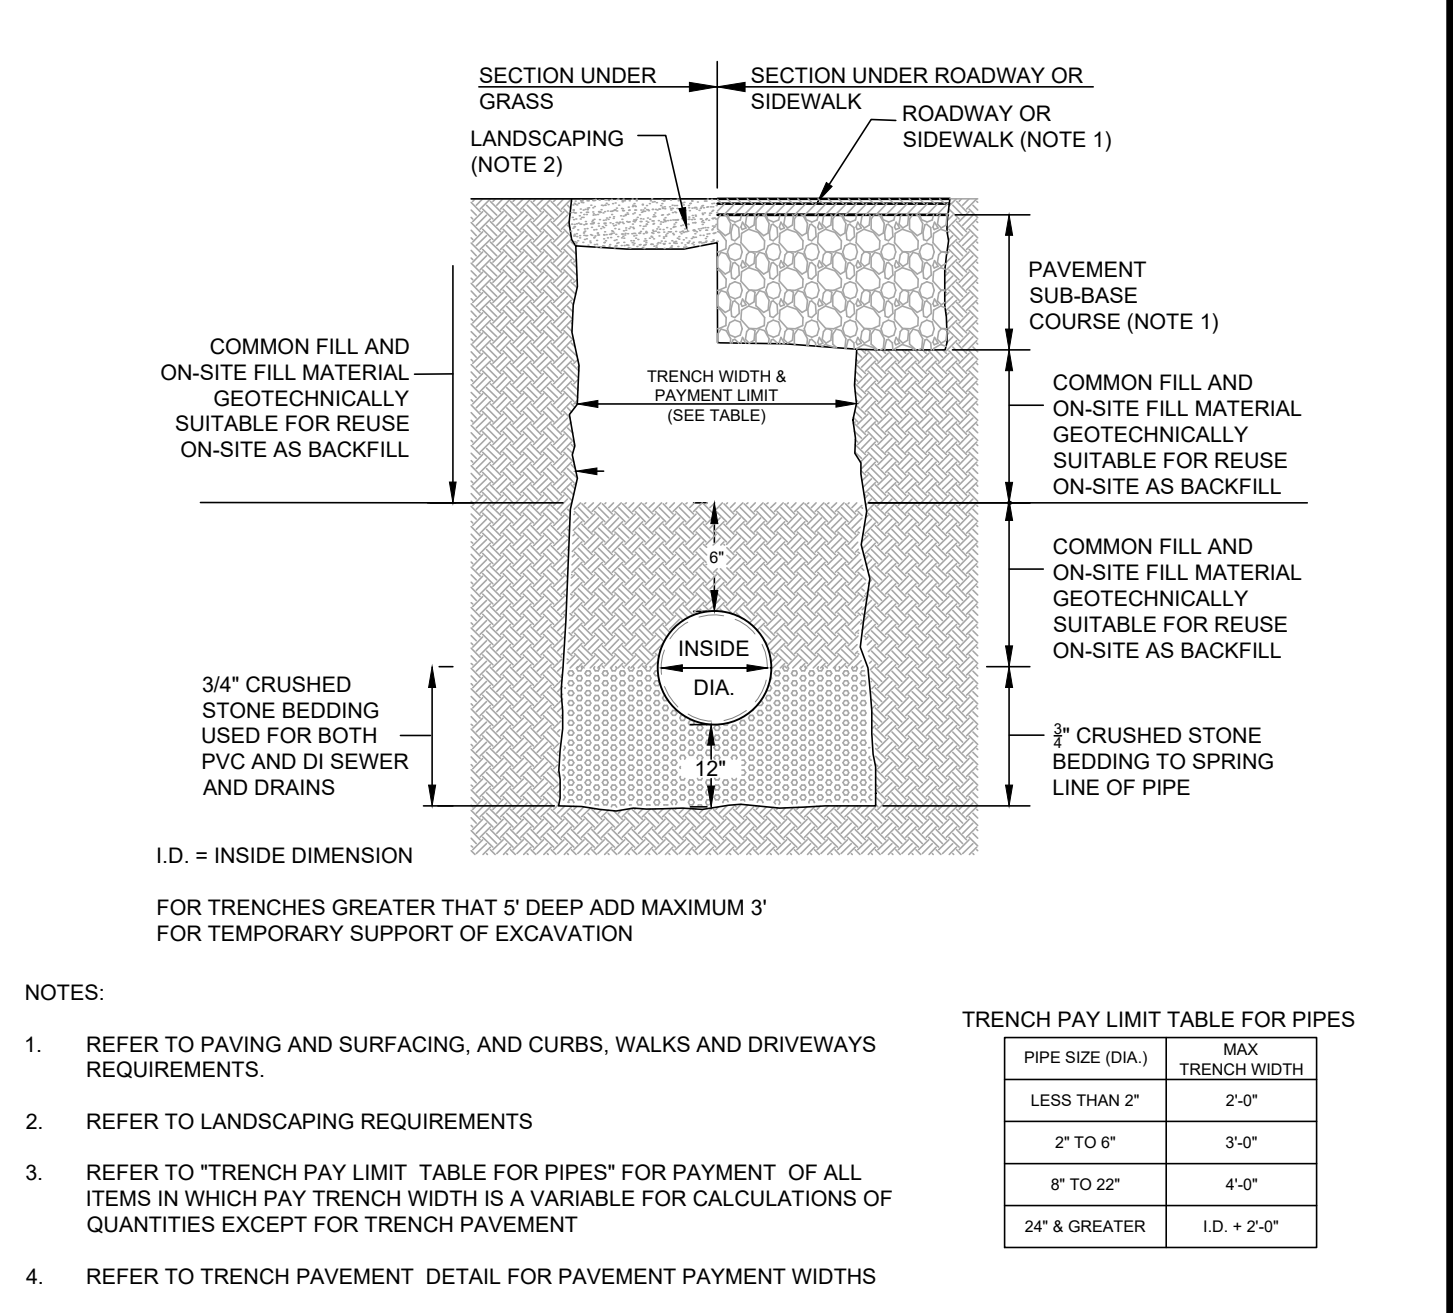 SECTION UNDER
GRASS
SECTION UNDER ROADWAY OR
SIDEWALK
LANDSCAPING
(NOTE 2)
ROADWAY OR
SIDEWALK (NOTE 1)
PAVEMENT
SUB-BASE
COURSE (NOTE 1)
COMMON FILL AND
ON-SITE FILL MATERIAL
GEOTECHNICALLY
SUITABLE FOR REUSE
ON-SITE AS BACKFILL
TRENCH WIDTH &
PAYMENT LIMIT
(SEE TABLE)
COMMON FILL AND
ON-SITE FILL MATERIAL
GEOTECHNICALLY
SUITABLE FOR REUSE
ON-SITE AS BACKFILL
6"
COMMON FILL AND
ON-SITE FILL MATERIAL
GEOTECHNICALLY
SUITABLE FOR REUSE
ON-SITE AS BACKFILL
INSIDE
DIA.
3/4" CRUSHED
STONE BEDDING
USED FOR BOTH
PVC AND DI SEWER
AND DRAINS
12"
3/4" CRUSHED STONE
BEDDING TO SPRING
LINE OF PIPE
I.D. = INSIDE DIMENSION
FOR TRENCHES GREATER THAT 5' DEEP ADD MAXIMUM 3'
FOR TEMPORARY SUPPORT OF EXCAVATION
NOTES:
1. REFER TO PAVING AND SURFACING, AND CURBS, WALKS AND DRIVEWAYS
REQUIREMENTS.
2. REFER TO LANDSCAPING REQUIREMENTS
3. REFER TO "TRENCH PAY LIMIT TABLE FOR PIPES" FOR PAYMENT OF ALL
ITEMS IN WHICH PAY TRENCH WIDTH IS A VARIABLE FOR CALCULATIONS OF
QUANTITIES EXCEPT FOR TRENCH PAVEMENT
4. REFER TO TRENCH PAVEMENT DETAIL FOR PAVEMENT PAYMENT WIDTHS
TRENCH PAY LIMIT TABLE FOR PIPES
PIPE SIZE (DIA.) MAX
TRENCH WIDTH
LESS THAN 2" 2'-0"
2" TO 6" 3'-0"
8" TO 22" 4'-0"
24" & GREATER I.D. + 2'-0"